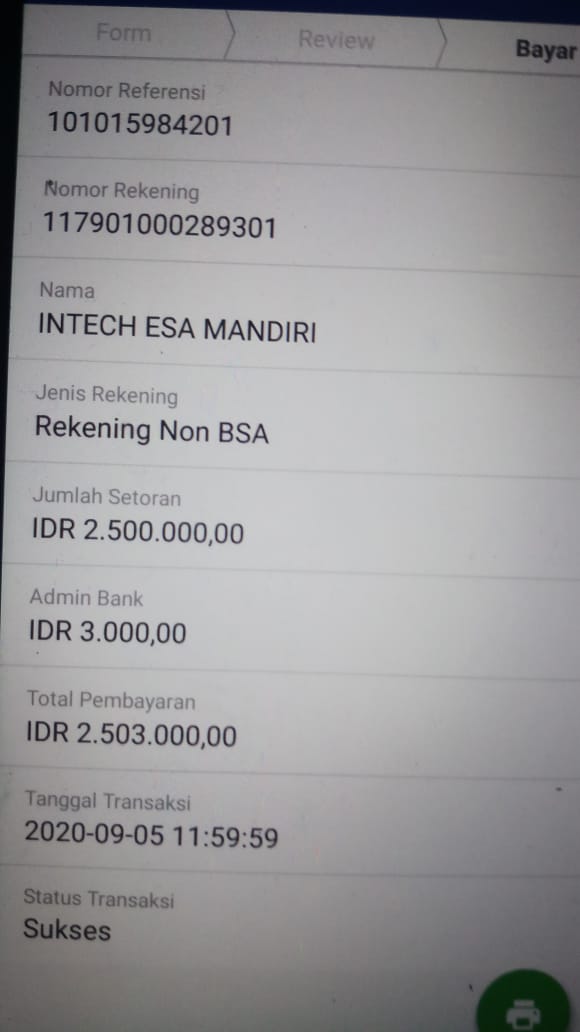 Form
Review
Bayar
Nomor Referensi
101015984201
Nomor Rekening
117901000289301
Nama
INTECH ESA MANDIRI
Jenis Rekening
Rekening Non BSA
Jumlah Setoran
IDR 2.500.000,00
Admin Bank
IDR 3.000,00
Total Pembayaran
IDR 2.503.000,00
Tanggal Transaksi
2020-09-05 11:59:59
Status Transaksi
Sukses